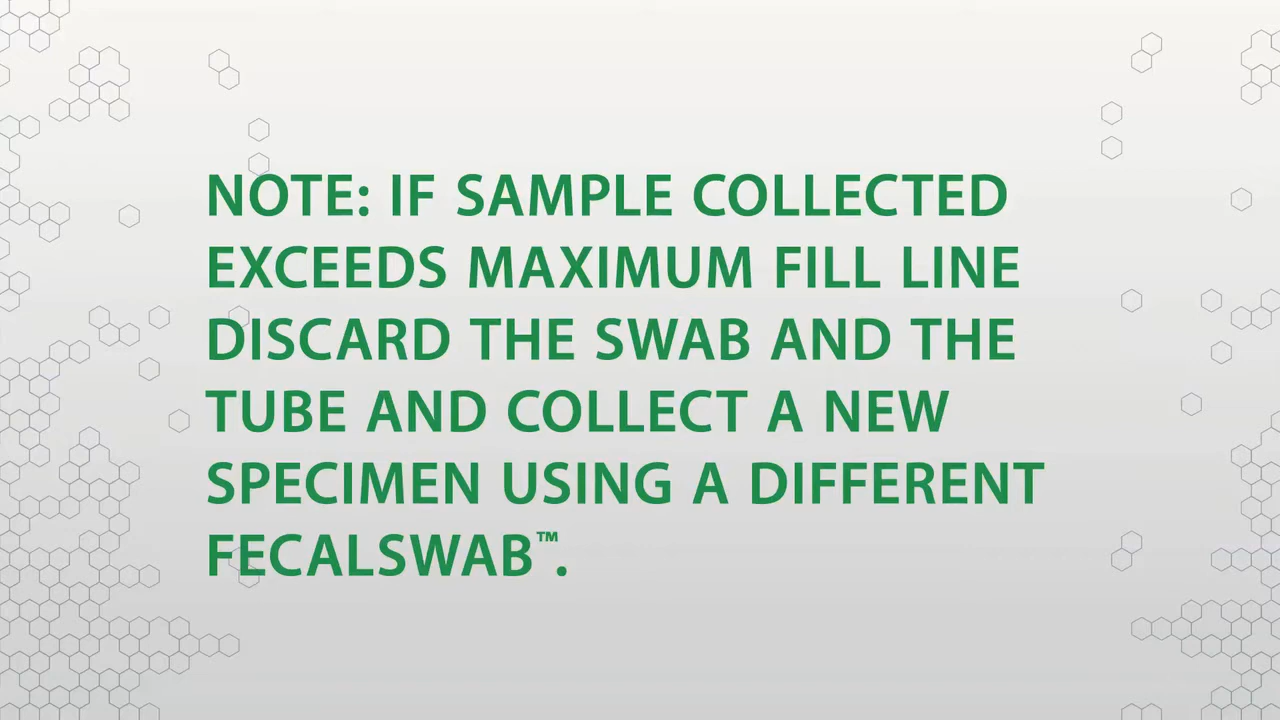 NOTE: IF SAMPLE COLLECTED
EXCEEDS MAXIMUM FILL LINE
DISCARD THE SWAB AND THE
TUBE AND COLLECT A NEW
SPECIMEN USING A DIFFERENT
FECALSWAB™.